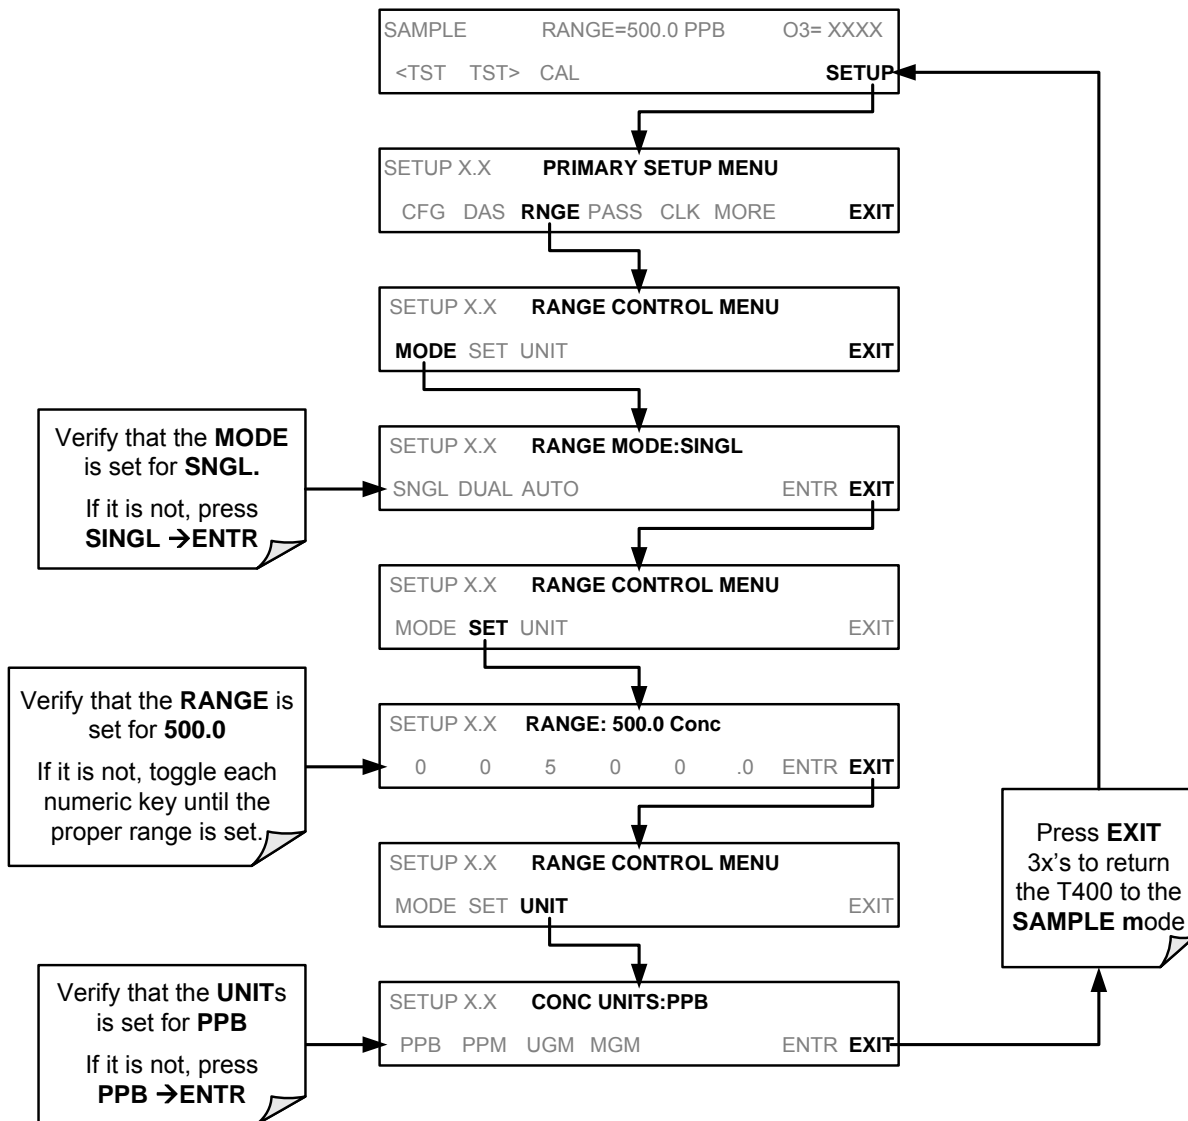 SAMPLE RANGE=500.0 PPB O3= XXXX
<TST TST> CAL SETUP
SETUP X.X PRIMARY SETUP MENU
CFG DAS RNGE PASS CLK MORE EXIT
SETUP X.X RANGE CONTROL MENU
MODE SET UNIT EXIT
Verify that the MODE
is set for SNGL.
If it is not, press
SINGL →ENTR
SETUP X.X RANGE MODE:SINGL
SNGL DUAL AUTO ENTR EXIT
SETUP X.X RANGE CONTROL MENU
MODE SET UNIT EXIT
Verify that the RANGE is
set for 500.0
If it is not, toggle each
numeric key until the
proper range is set.
SETUP X.X RANGE: 500.0 Conc
0 0 5 0 0 .0 ENTR EXIT
SETUP X.X RANGE CONTROL MENU
MODE SET UNIT EXIT
Verify that the UNITs
is set for PPB
If it is not, press
PPB →ENTR
SETUP X.X CONC UNITS:PPB
PPB PPM UGM MGM ENTR EXIT
Press EXIT
3x's to return
the T400 to the
SAMPLE mode